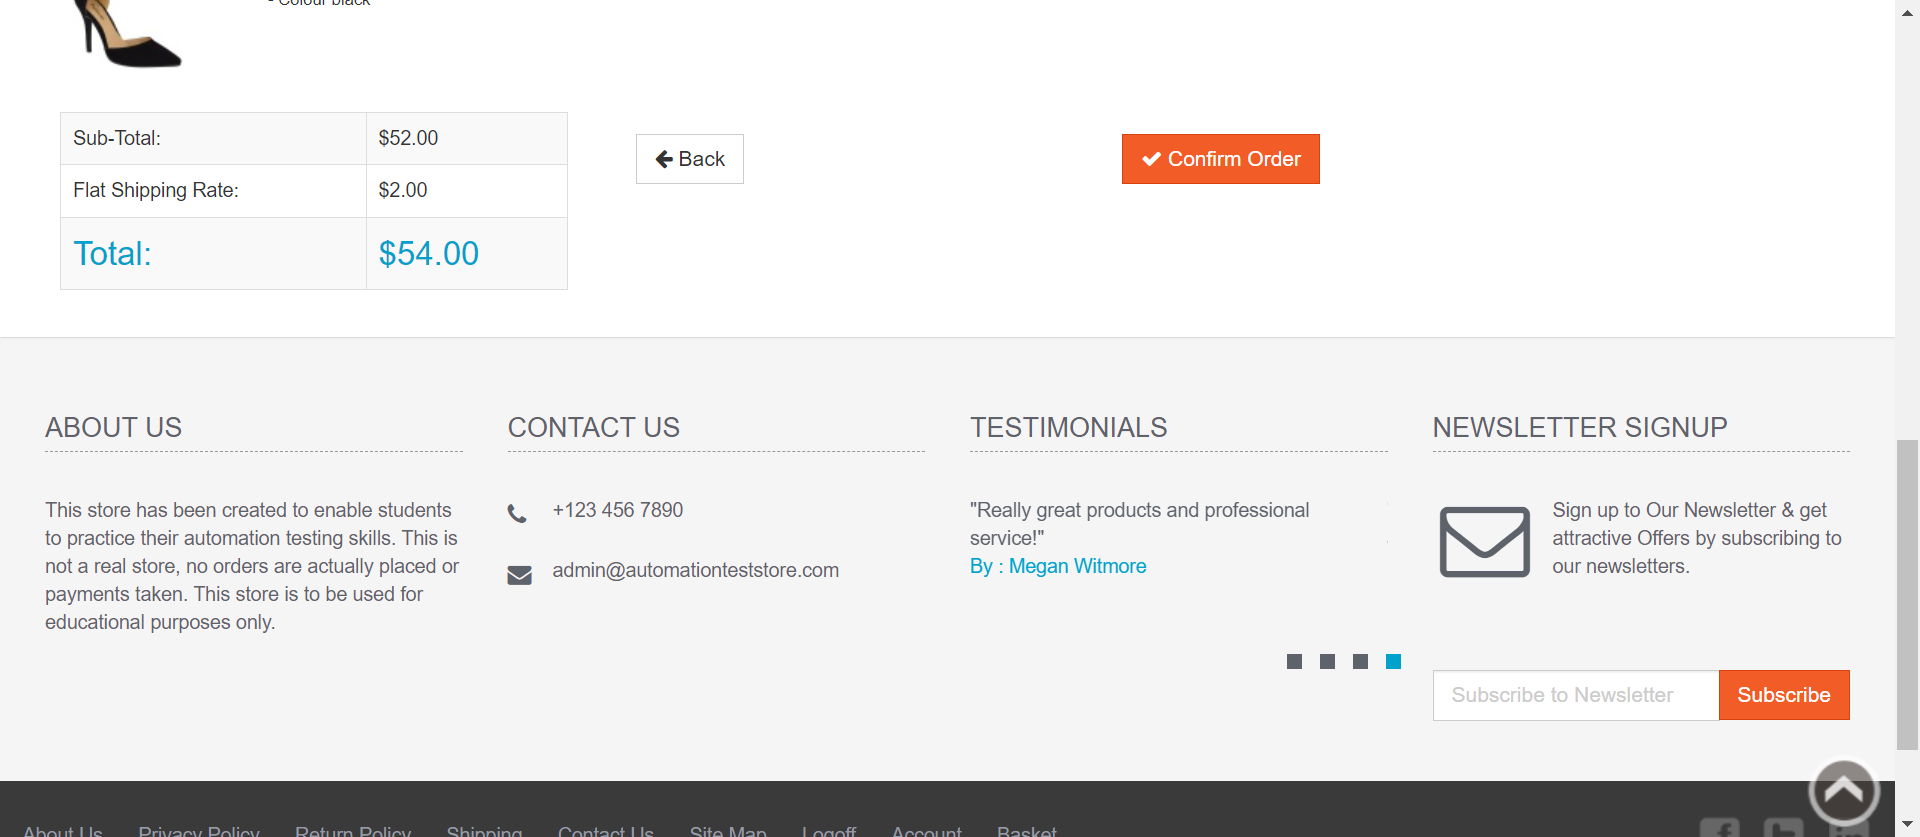 - Colour black
Sub-Total: $52.00
Back
Confirm Order
Flat Shipping Rate: $2.00
Total: $54.00
ABOUT US
This store has been created to enable students
to practice their automation testing skills. This is
not a real store, no orders are actually placed or
payments taken. This store is to be used for
educational purposes only.
CONTACT US
+123 456 7890
admin@automationteststore.com
TESTIMONIALS
"Really great products and professional
service!"
By : Megan Witmore
NEWSLETTER SIGNUP
Sign up to Our Newsletter & get
attractive Offers by subscribing to
our newsletters.
Subscribe to Newsletter
Subscribe
About Us Privacy Policy Return Policy Shipping Contact Us Site Map Logoff Account Basket